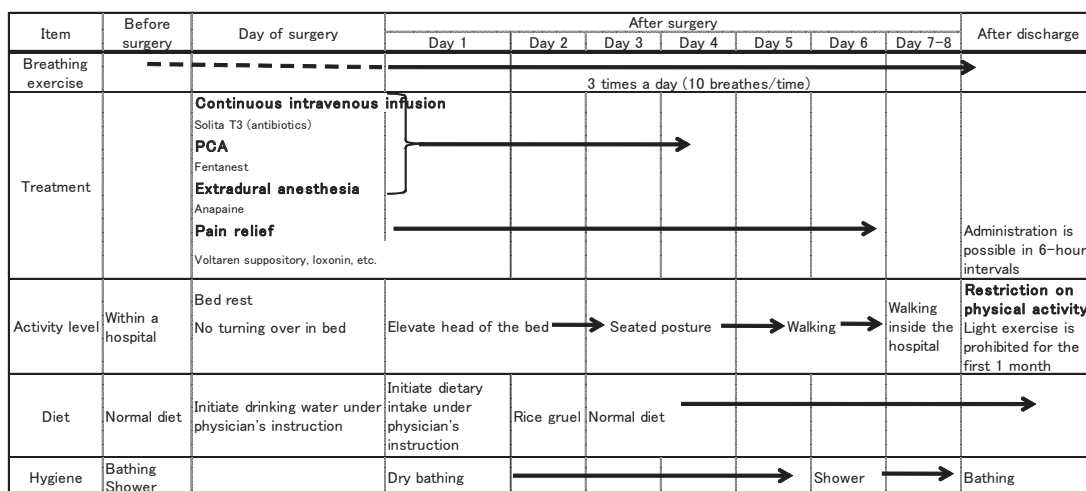 Item
Before
surgery
Day of surgery
After surgery
After discharge
Day 1
Day 2
Day 3
Day 4
Day 5
Day 6
Day 7-8
Breathing
exercise
3 times a day (10 breathes/time)
Treatment
Continuous intravenous infusion
Solita T3 (antibiotics)
PCA
Fentanest
Extradural anesthesia
Anapaine
Pain relief
Voltaren suppository, loxonin, etc.
Administration is
possible in 6-hour
intervals
Activity level
Within a
hospital
Bed rest
No turning over in bed
Elevate head of the bed
Seated posture
Walking
Walking
inside the
hospital
Restriction on
physical activity
Light exercise is
prohibited for the
first 1 month
Diet
Normal diet
Initiate drinking water under
physician's instruction
Initiate dietary
intake under
physician's
instruction
Rice gruel
Normal diet
Hygiene
Bathing
Shower
Dry bathing
Shower
Bathing